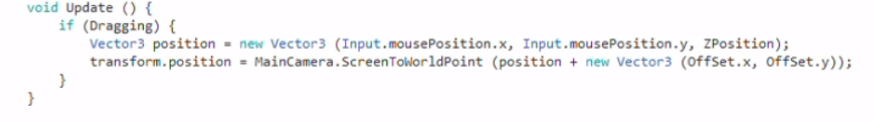 void Update () {
if (Dragging) {
Vector3 position = new Vector3 (Input.mousePosition.x, Input.mousePosition.y, ZPosition);
transform.position = MainCamera.ScreenToWorldPoint (position + new Vector3 (OffSet.x, OffSet.y));
}
}